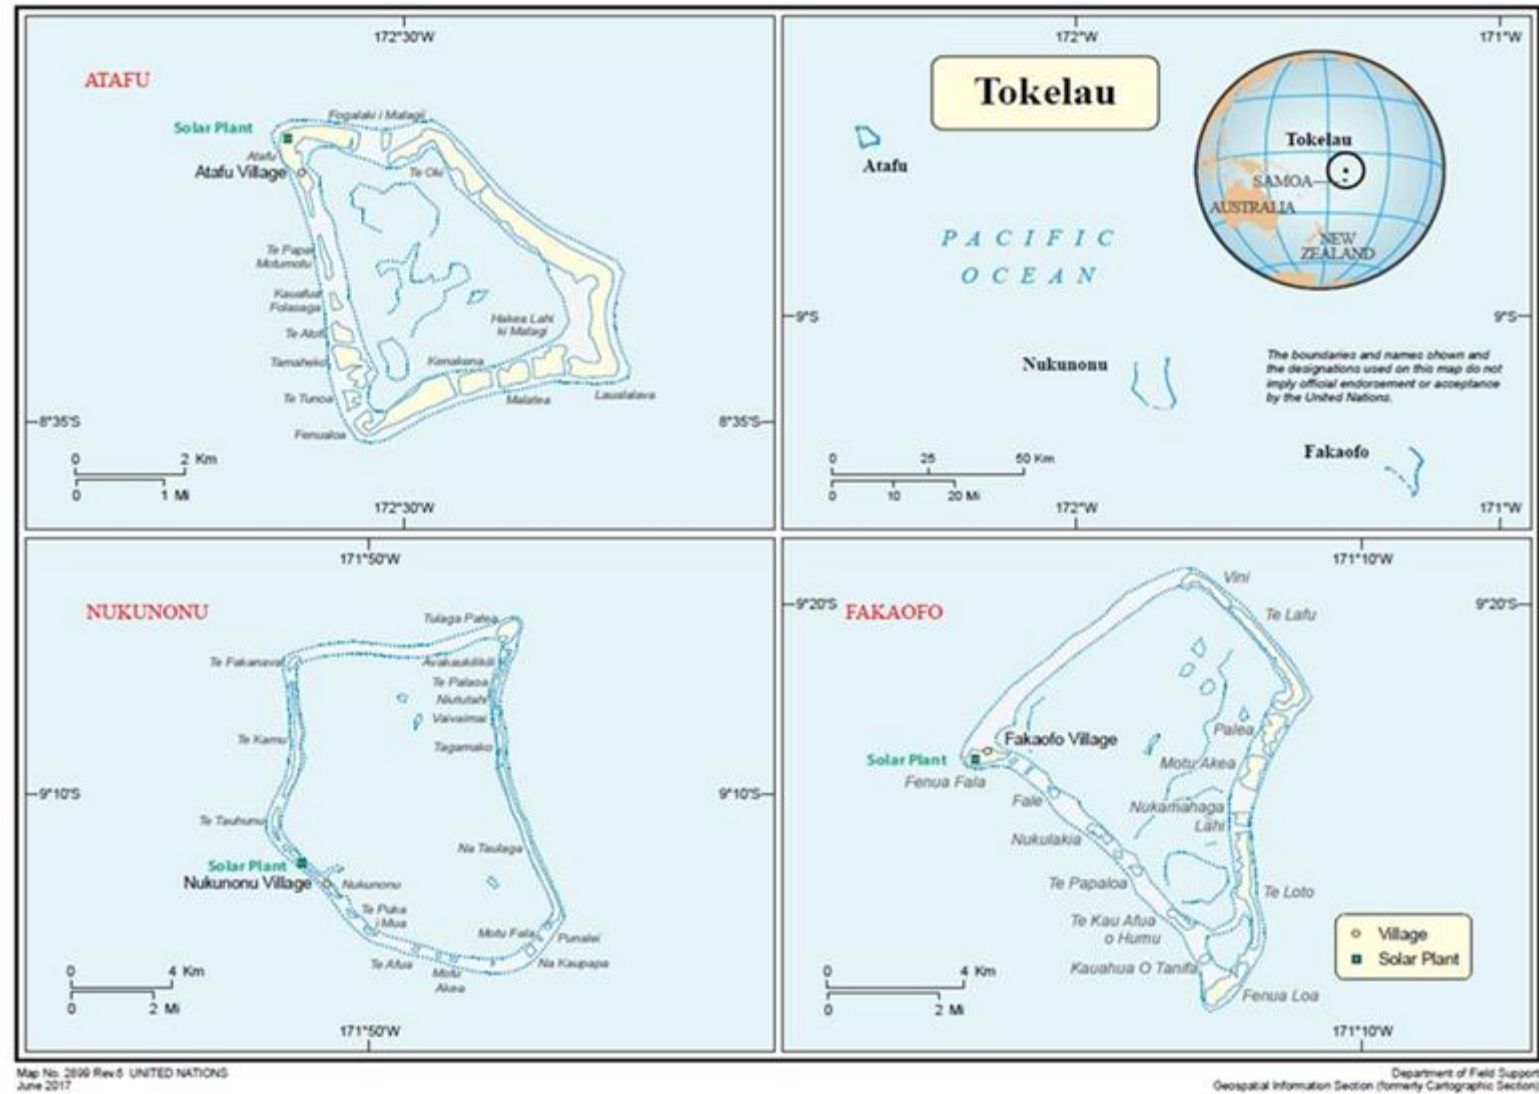 172°30'W
ATAFU
Fogalaki i Matagi
Solar Plant
Atafu
Atafu Village
Te Olu
Te Papa
Motumotu
Kauafua
Folasaga
Hakea Lahi
ki Matagi
Te Alofi
Tamaheko
Kenakena
Te Tunoa
Malatea
Laualalava
8°35'S
8°35'S
Fenualoa
0 2 Km
0 1 Mi
172°30'W
172°W
171°W
Tokelau
Tokelau
SAMOA
AUSTRALIA
NEW
ZEALAND
Atafu
PACIFIC
OCEAN
9°S
9°S
Nukunonu
The boundaries and names shown and
the designations used on this map do not
imply official endorsement or acceptance
by the United Nations.
Fakaofo
0 25 50 Km
0 10 20 Mi
172°W
171°W
171°50'W
NUKUNONU
Tulaga Patea
Te Fakanava
Avakaukilikili
Te Palaoa
Niututahi
Vaivaimai
Te Kamu
Tagamako
9°10'S
9°10'S
Te Tauhunu
Na Taulaga
Solar Plant
Nukunonu Village
Nukunonu
Te Puka
i Mua
Motu Fala
Punalei
Te Afua
Motu
Akea
Na Kaupapa
0 4 Km
0 2 Mi
171°50'W
171°10'W
9°20'S
9°20'S
FAKAOFO
Vini
Te Lafu
Palea
Fakaofo Village
Solar Plant
Motu Akea
Fenua Fala
Fale
Nukamahaga
Lahi
Nukulakia
Te Papaloa
Te Loto
Te Kau Afua
o Humu
Kauahua O Tanifa
Fenua Loa
Village
Solar Plant
0 4 Km
0 2 Mi
171°10'W
Map No. 2899 Rev.6 UNITED NATIONS
June 2017
Department of Field Support
Geospatial Information Section (formerly Cartographic Section)